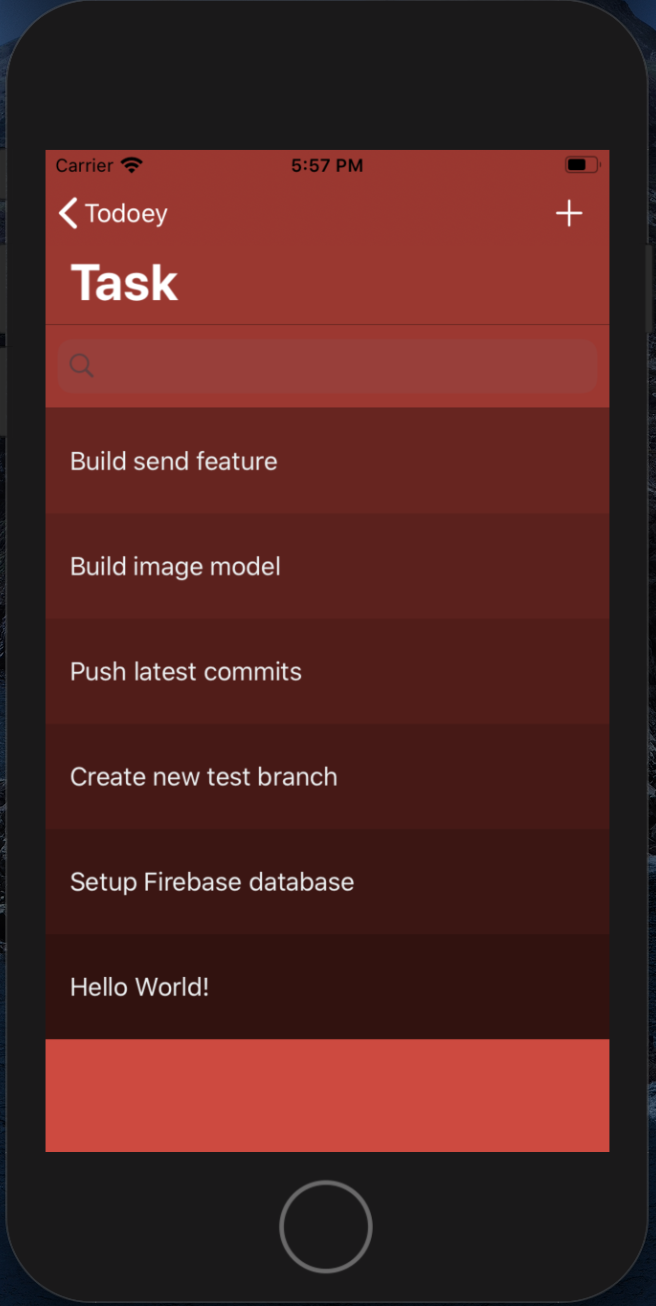 Carrier
5:57 PM
Todoey
Task
Build send feature
Build image model
Push latest commits
Create new test branch
Setup Firebase database
Hello World!